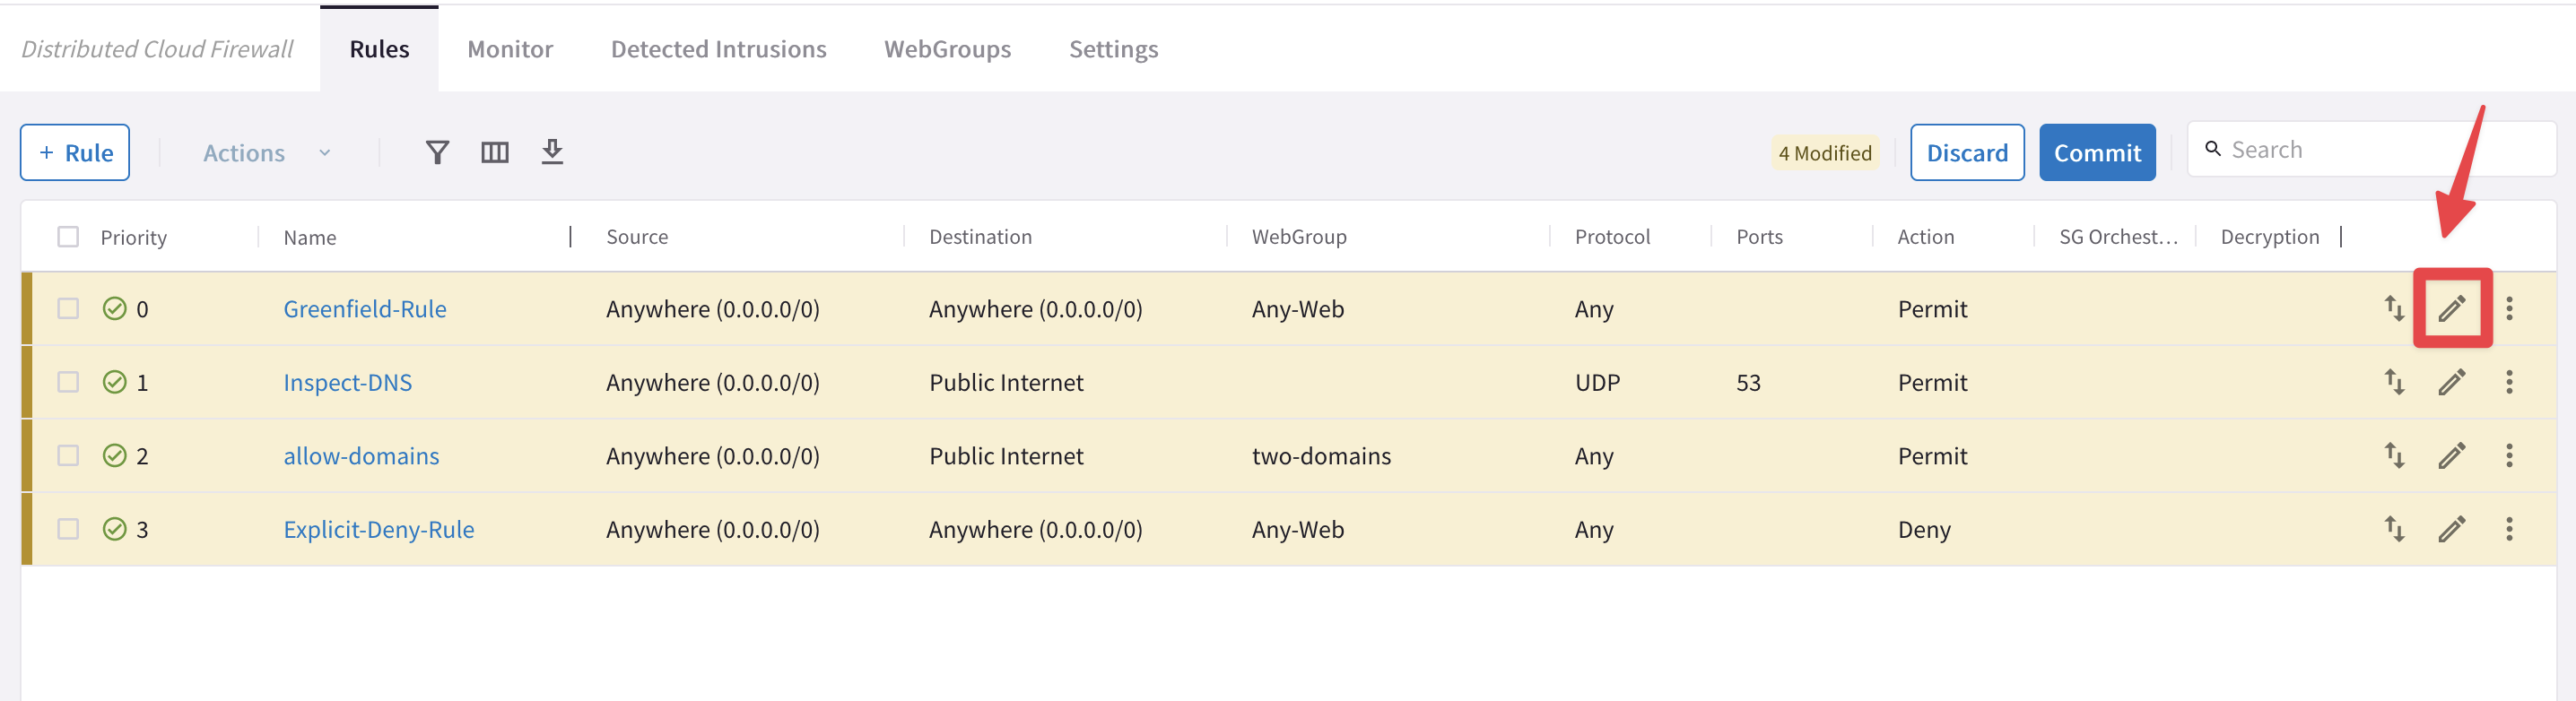 Distributed Cloud Firewall Rules Monitor Detected Intrusions WebGroups Settings
+ Rule Actions 4 Modified Discard Commit Search
Priority Name Source Destination WebGroup Protocol Ports Action SG Orchest... Decryption
0 Greenfield-Rule Anywhere (0.0.0.0/0) Anywhere (0.0.0.0/0) Any-Web Any Permit
1 Inspect-DNS Anywhere (0.0.0.0/0) Public Internet UDP 53 Permit
2 allow-domains Anywhere (0.0.0.0/0) Public Internet two-domains Any Permit
3 Explicit-Deny-Rule Anywhere (0.0.0.0/0) Anywhere (0.0.0.0/0) Any-Web Any Deny